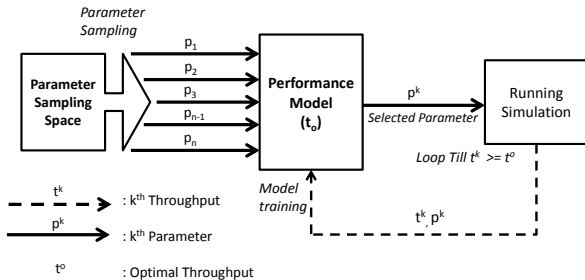 Parameter
Sampling
Parameter
Sampling
Space
p1
p2
p3
pn-1
pn
Performance
Model
(to)
pk
Selected Parameter
Running
Simulation
Loop Till tk >= to
Model
training
tk, pk
tk
: kth Throughput
pk
: kth Parameter
to
: Optimal Throughput